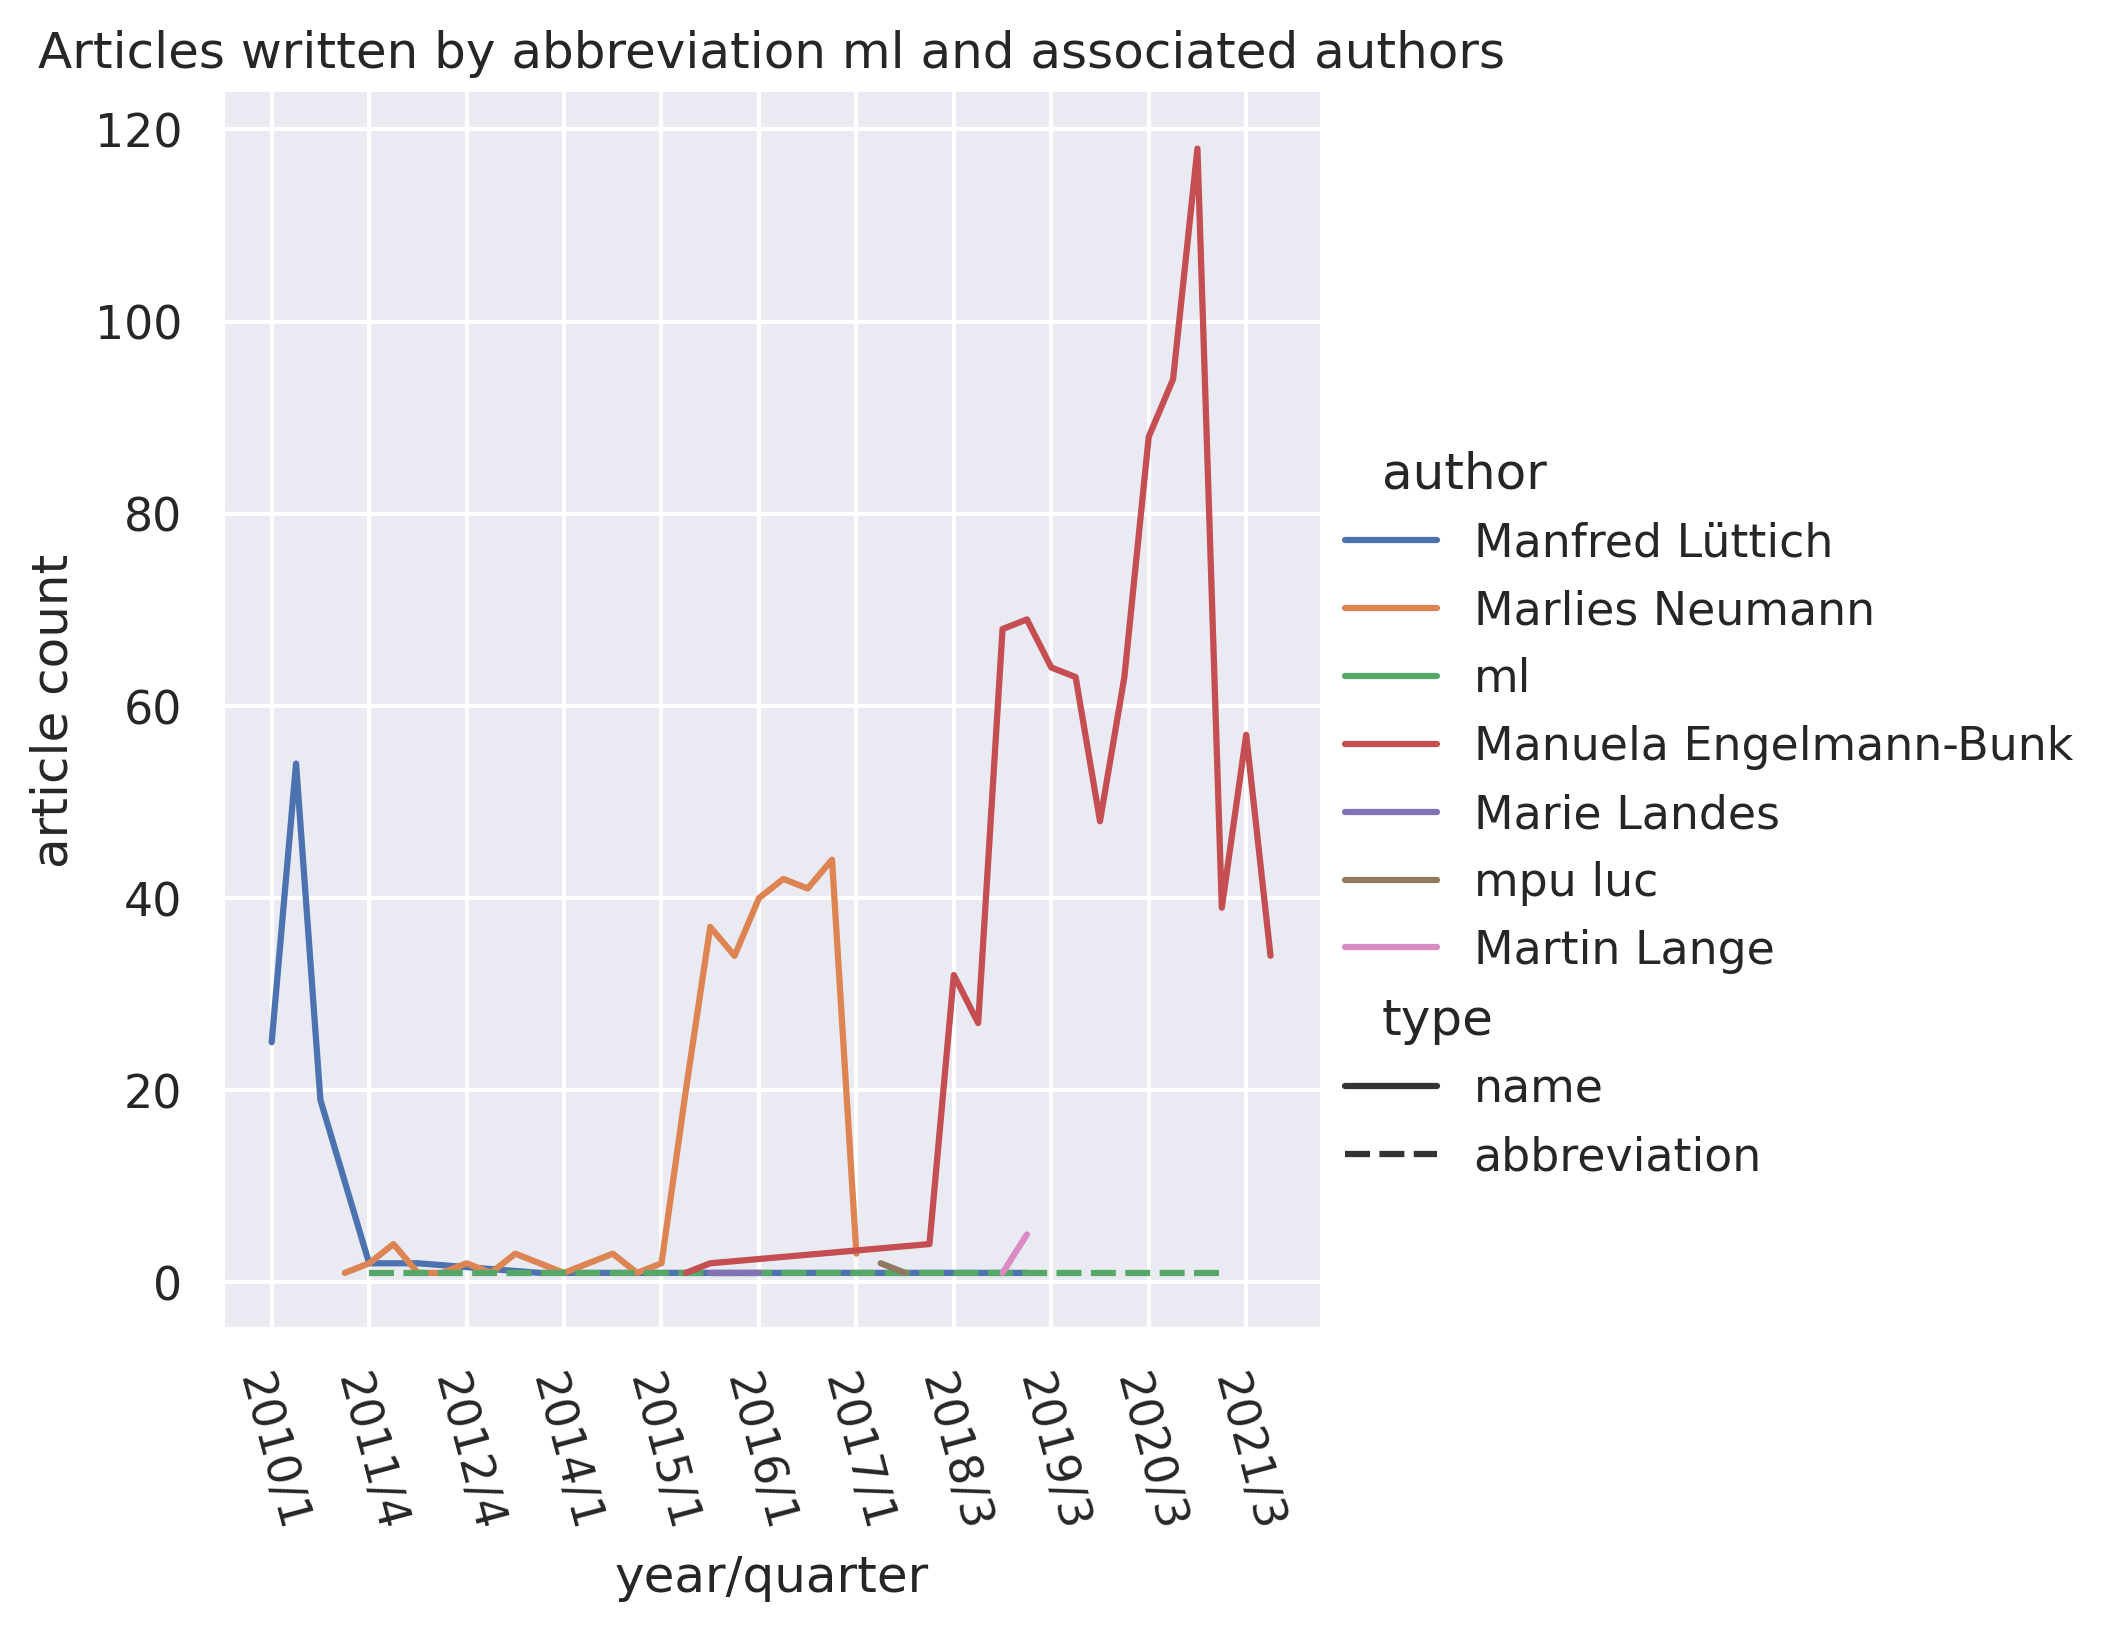 Articles written by abbreviation ml and associated authors
120
100
80
60
40
20
0
article count
2010/1
2011/4
2012/4
2014/1
2015/1
2016/1
2017/1
2018/3
2019/3
2020/3
2021/3
year/quarter
author
Manfred Lüttich
Marlies Neumann
ml
Manuela Engelmann-Bunk
Marie Landes
mpu luc
Martin Lange
type
name
abbreviation